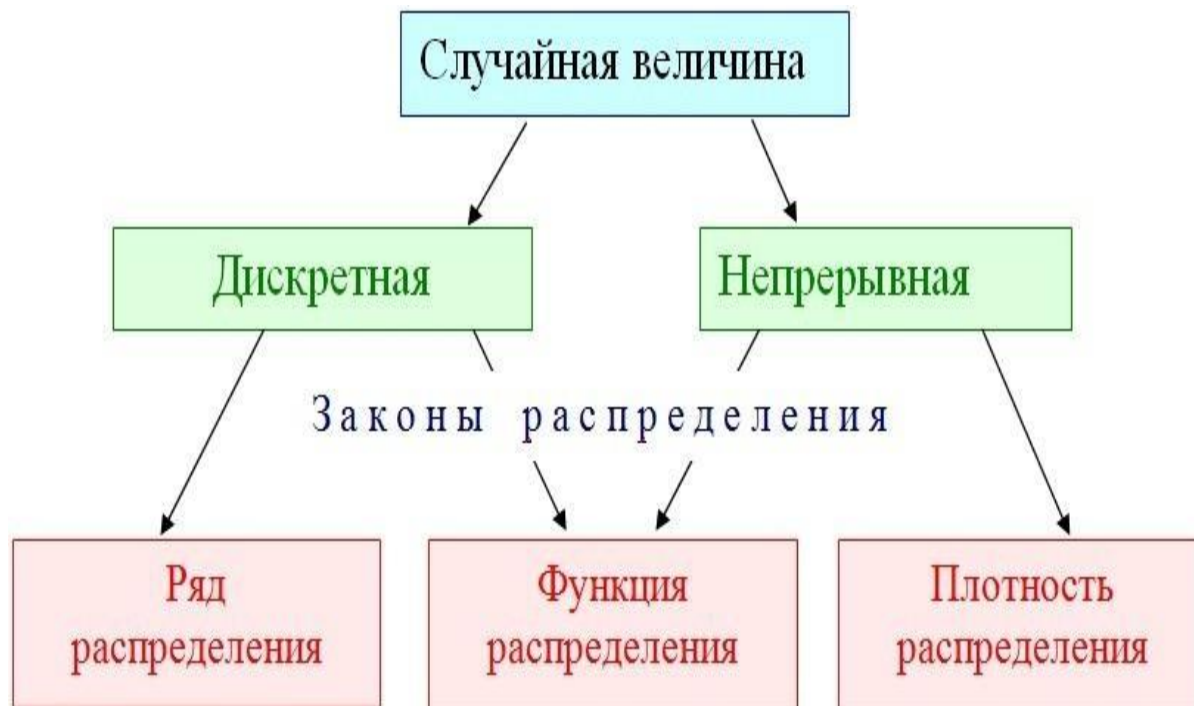 Случайная величина
Дискретная
Непрерывная
Законы распределения
Ряд
распределения
Функция
распределения
Плотность
распределения